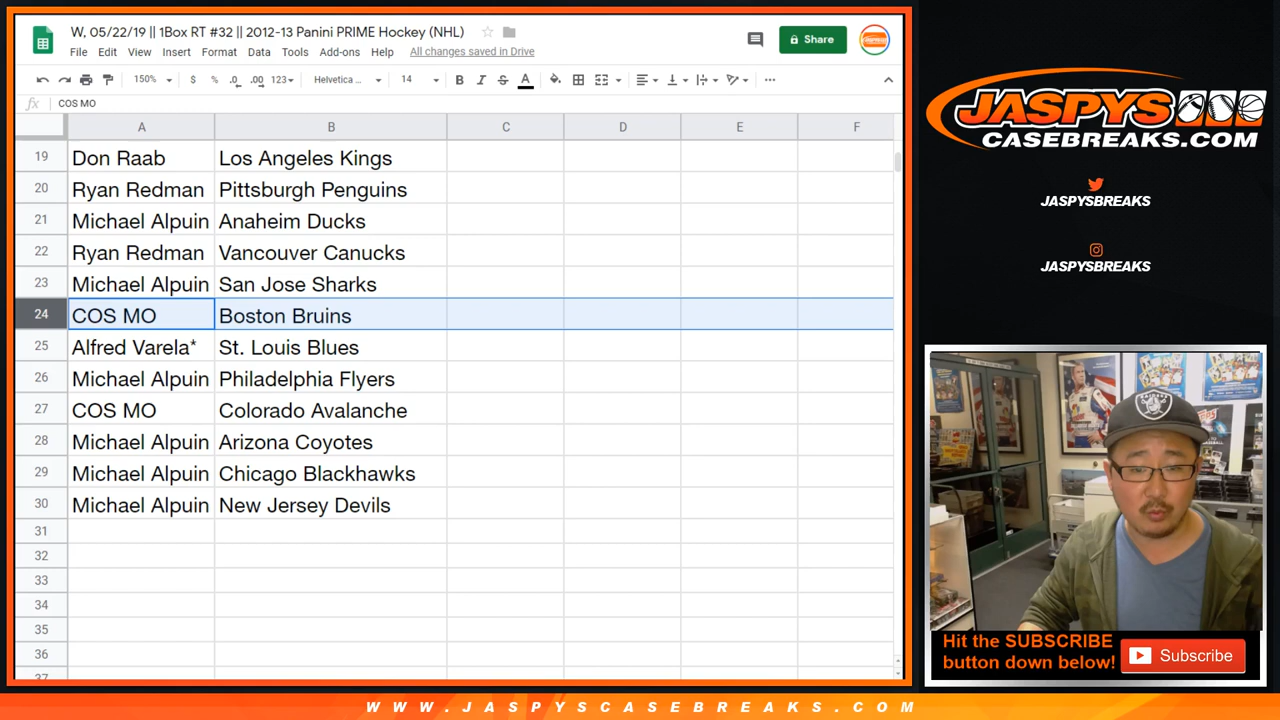 W, 05/22/19 || 1Box RT #32 || 2012-13 Panini PRIME Hockey (NHL)
File Edit View Insert Format Data Tools Add-ons Help All changes saved in Drive
Share
150% $ % .0 .00 123 Helvetica ... 14 B I S A
fx COS MO
A B C D E F
19 Don Raab Los Angeles Kings
20 Ryan Redman Pittsburgh Penguins
21 Michael Alpuin Anaheim Ducks
22 Ryan Redman Vancouver Canucks
23 Michael Alpuin San Jose Sharks
24 COS MO Boston Bruins
25 Alfred Varela* St. Louis Blues
26 Michael Alpuin Philadelphia Flyers
27 COS MO Colorado Avalanche
28 Michael Alpuin Arizona Coyotes
29 Michael Alpuin Chicago Blackhawks
30 Michael Alpuin New Jersey Devils
31
32
33
34
35
36
37
JASPYS
CASEBREAKS.COM
JASPYSBREAKS
JASPYSBREAKS
RAIDERS
Hit the SUBSCRIBE
button down below!
Subscribe
WWW.JASPYSCASEBREAKS.COM